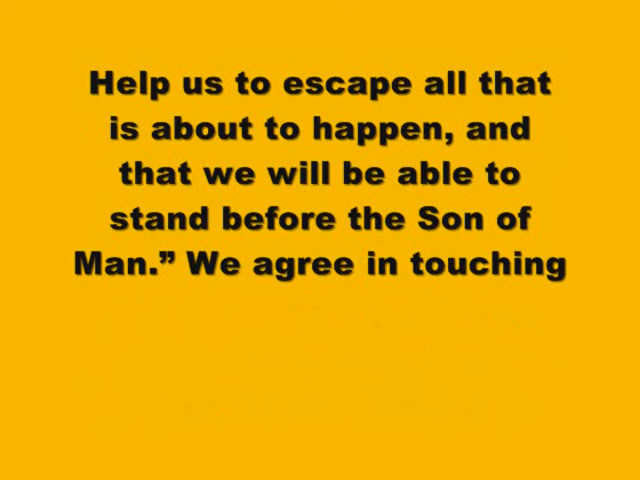 Help us to escape all that
is about to happen, and
that we will be able to
stand before the Son of
Man.” We agree in touching